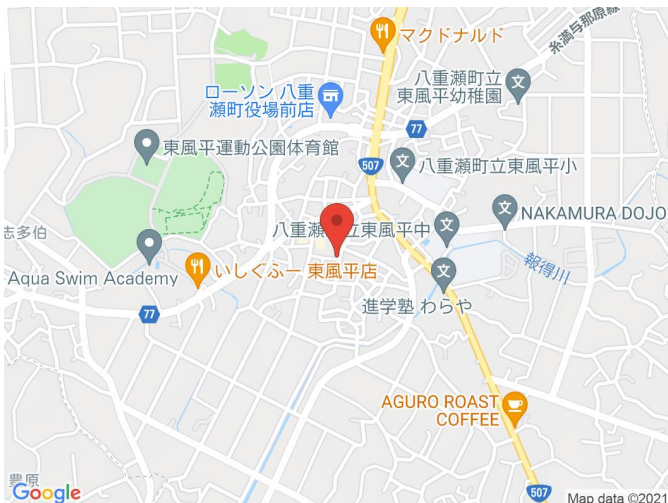 マクドナルド
糸満与那原線
八重瀬町立
東風平幼稚園
ローソン 八重
瀬町役場前店
77
東風平運動公園体育館
507
八重瀬町立東風平小
NAKAMURA DOJO
志多伯
八重瀬
立東風平中
報得川
Aqua Swim Academy
いしぐふー 東風平店
進学塾 わらや
77
AGURO ROAST
COFFEE
豊原
Google
507
Map data ©2021
文
文
文
文
文